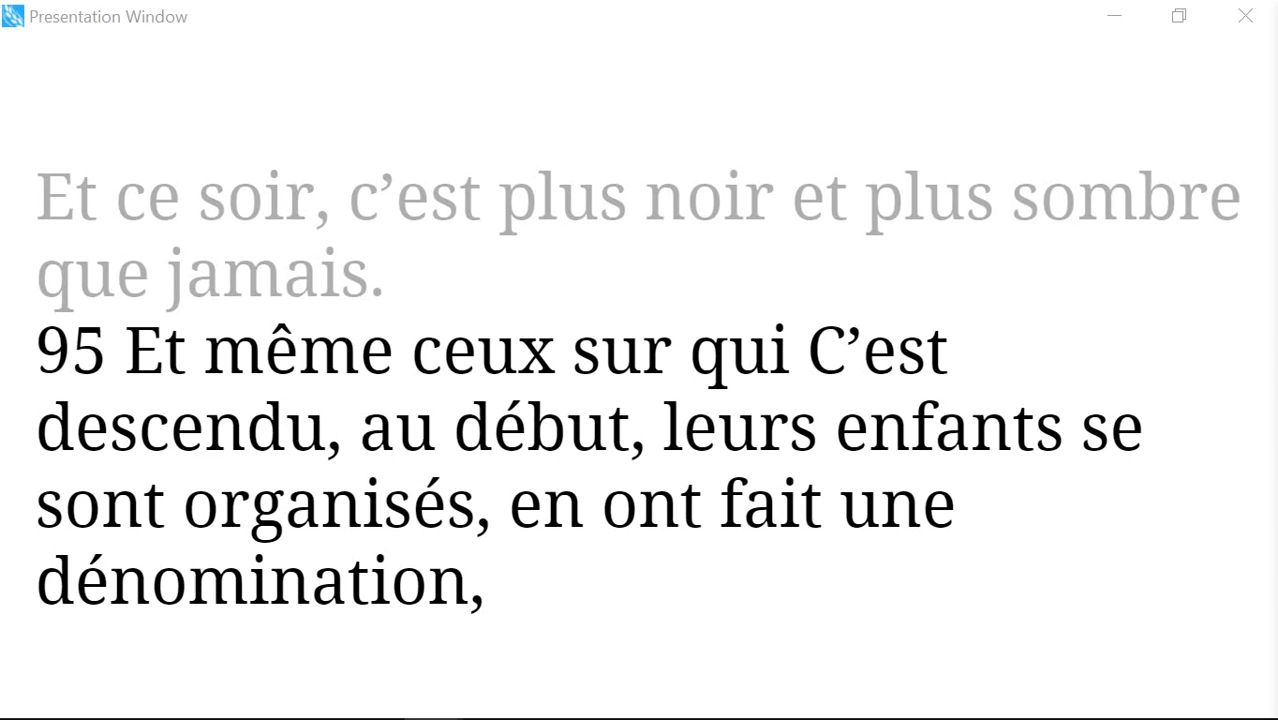 Presentation Window
Et ce soir, c’est plus noir et plus sombre
que jamais.
95 Et même ceux sur qui C’est
descendu, au début, leurs enfants se
sont organisés, en ont fait une
dénomination,